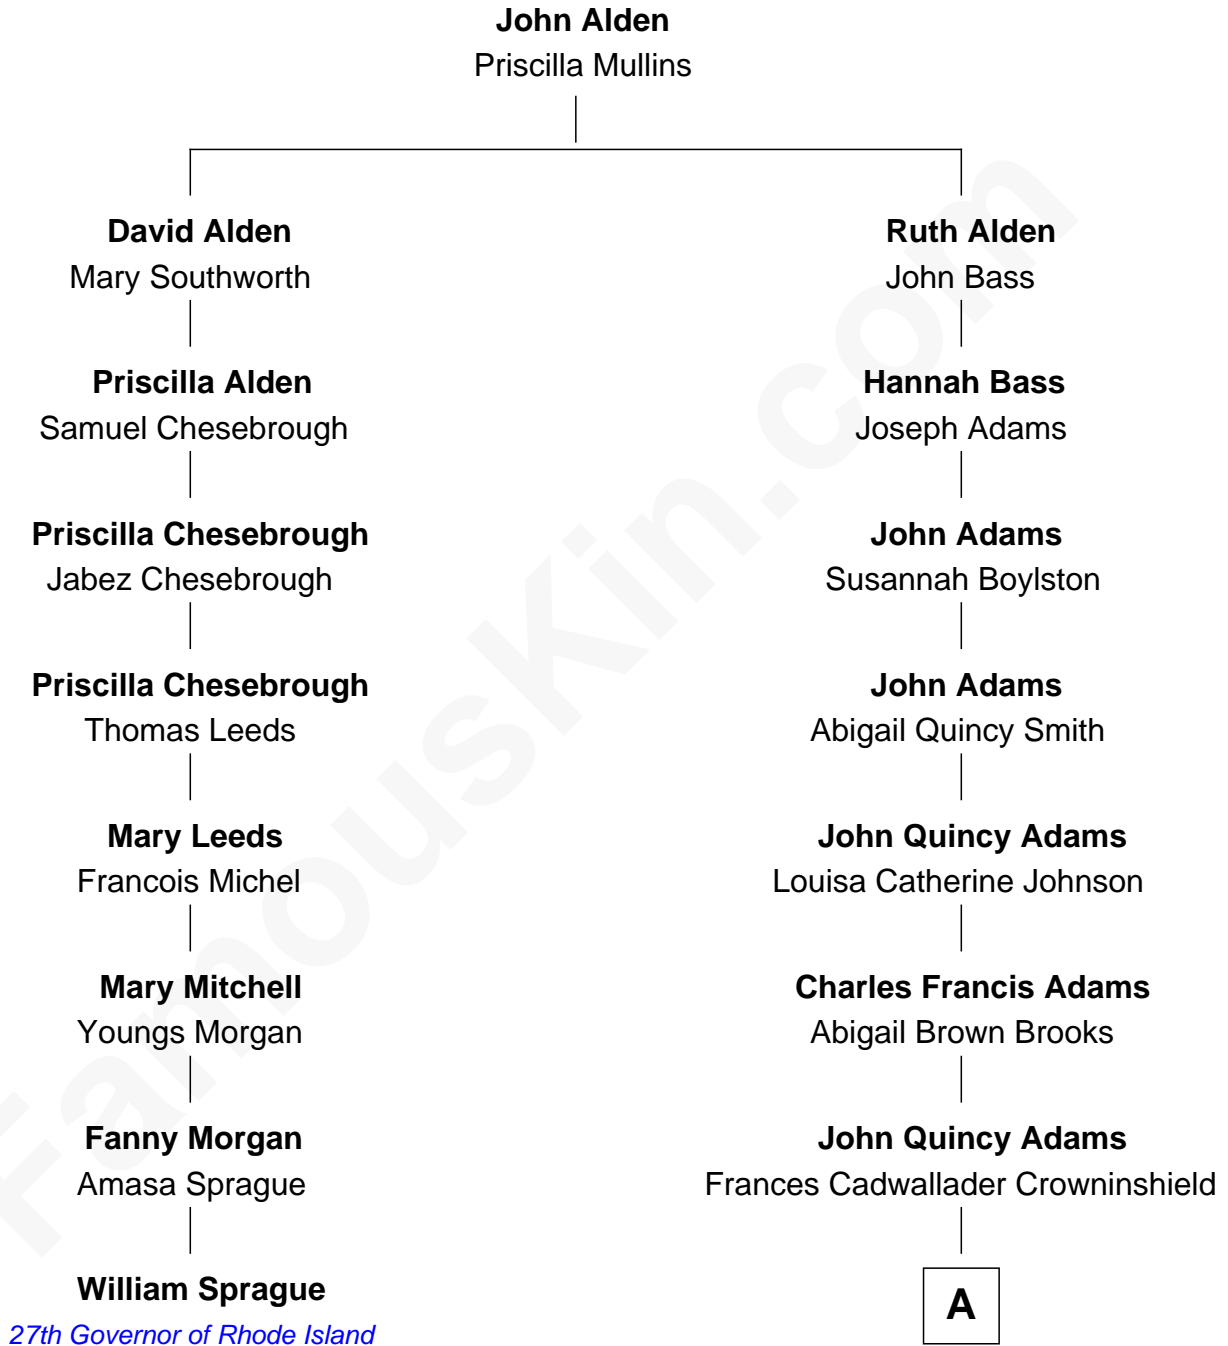 John Alden
Priscilla Mullins
David Alden
Mary Southworth
Priscilla Alden
Samuel Chesebrough
Priscilla Chesebrough
Jabez Chesebrough
Priscilla Chesebrough
Thomas Leeds
Mary Leeds
Francois Michel
Mary Mitchell
Youngs Morgan
Fanny Morgan
Amasa Sprague
William Sprague
27th Governor of Rhode Island
Ruth Alden
John Bass
Hannah Bass
Joseph Adams
John Adams
Susannah Boylston
John Adams
Abigail Quincy Smith
John Quincy Adams
Louisa Catherine Johnson
Charles Francis Adams
Abigail Brown Brooks
John Quincy Adams
Frances Cadwallader Crowninshield
A
FamousKin.com